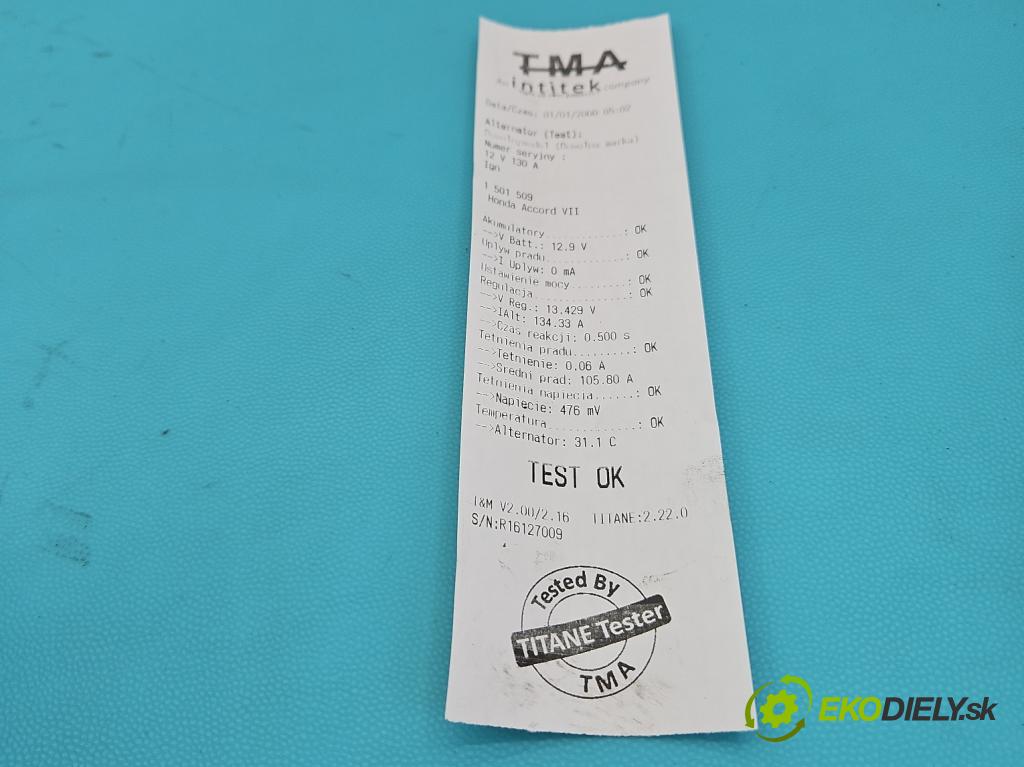 TMA
An intitek company
Data/Czas: 01/01/2000 05:02
Alternator (Test):
(Dowolna marka)
Numer seryjny :
12 V 130 A
Ign
1 501 509
Honda Accord VII
Akumulatory..........: OK
-->V Batt.: 12.9 V
Uplyw pradu..........: OK
-->I Uplyw: 0 mA
Ustawienie mocy........: OK
Regulacja..............: OK
-->V Reg.: 13.429 V
-->IAlt: 134.33 A
-->Czas reakcji: 0.500 s
Tetnienia pradu.........: OK
-->Tetnienie: 0.06 A
-->Sredni prad: 105.80 A
Tetnienia napiecia......: OK
-->Napiecie: 476 mV
Temperatura.............: OK
-->Alternator: 31.1 C
TEST OK
I&M V2.00/2.16 TITANE:2.22.0
S/N:R16127009
Tested By
TITANE Tester
TMA
EKODIELY.sk